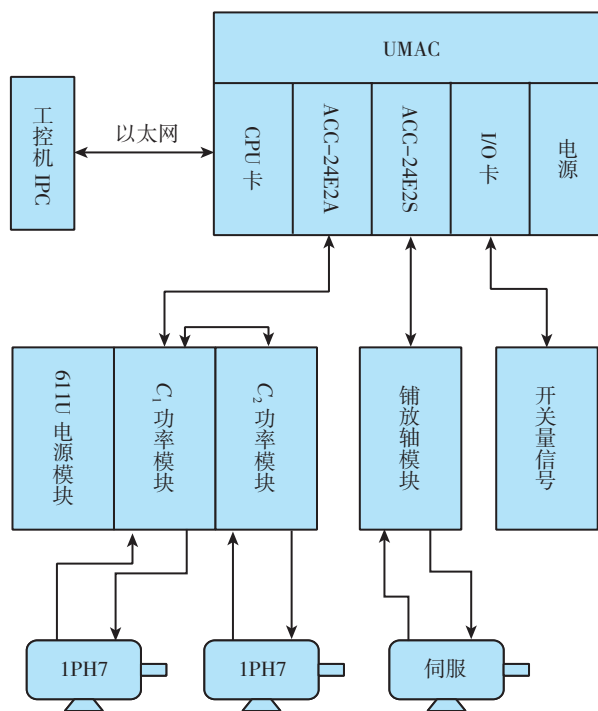 UMAC
工控机 IPC
以太网
CPU 卡
ACC-24E2A
ACC-24E2S
I/O 卡
电源
611U 电源模块
C₁ 功率模块
C₂ 功率模块
铺放轴模块
开关量信号
1PH7
1PH7
伺服